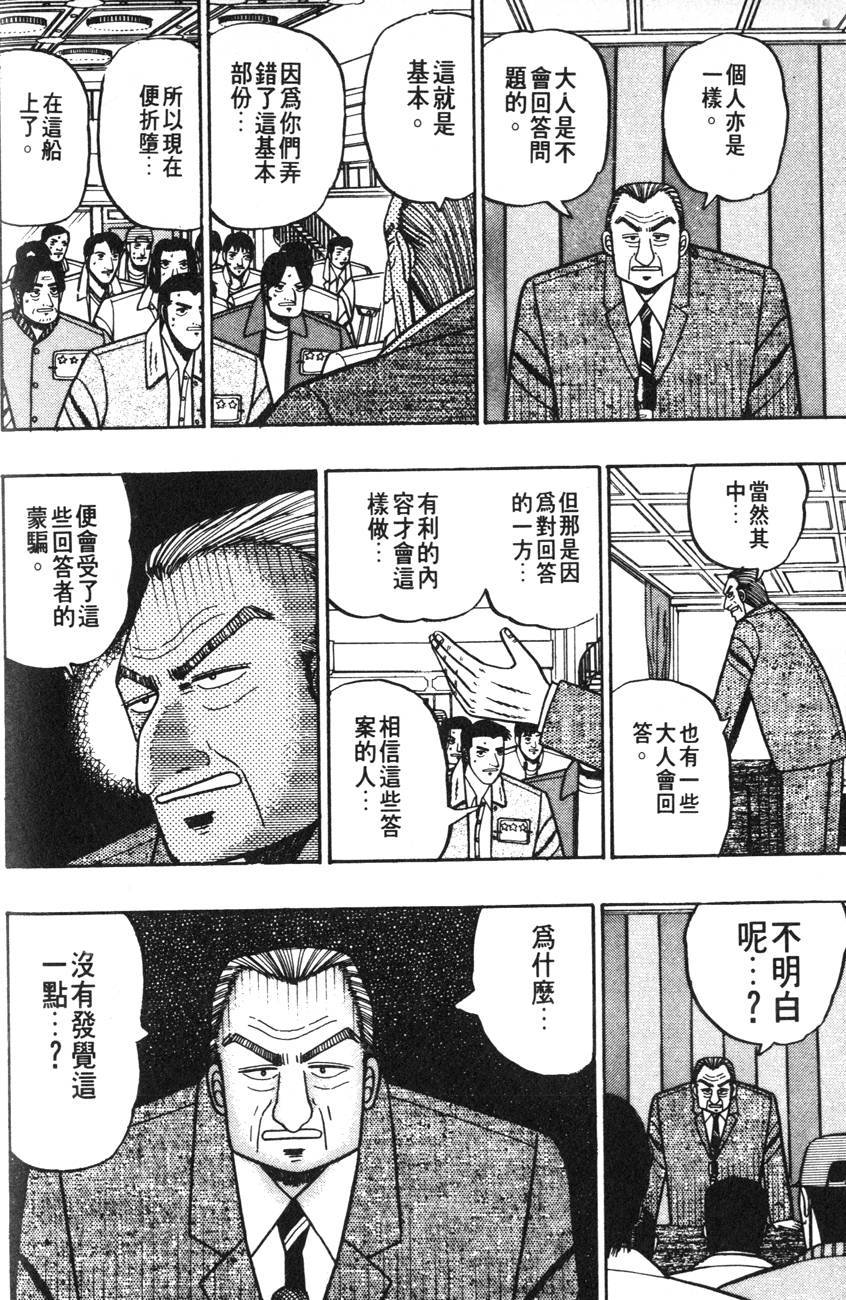 個人亦是
一樣。
大人是不
會回答問
題的。
這就是
基本。
因爲你們弄
錯了這基本
部份…
所以現在
便折墮…
在這船
上了。
當然其
中…
也有一些
大人會回
答。
但那是因
爲對回答
的一方…
有利的內
容才會這
樣做…
相信這些答
案的人…
便會受了這
些回答者的
蒙騙。
不明白
呢…？
爲什麼…
沒有發覺這
一點…？